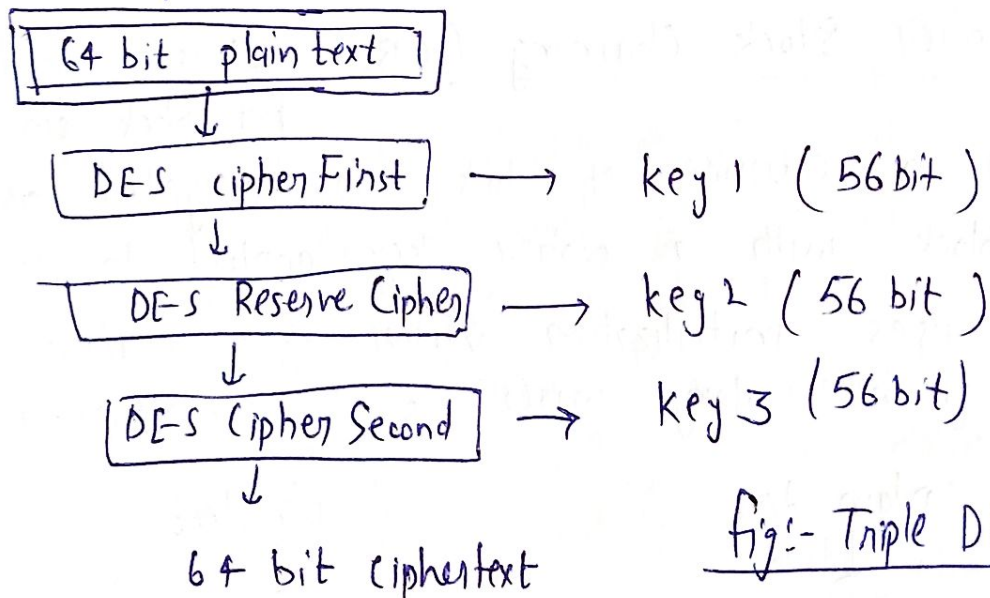 64 bit plain text
DES cipher First → key 1 (56 bit)
DES Reserve Cipher → key 2 (56 bit)
DES Cipher Second → key 3 (56 bit)
64 bit ciphertext
fig:- Triple D